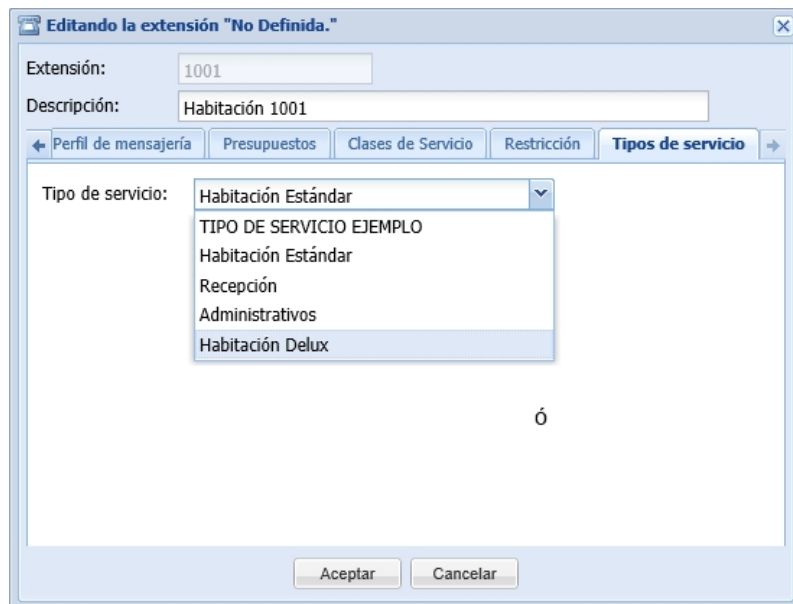 Editando la extensión "No Definida."
Extensión: 1001
Descripción: Habitación 1001
Perfil de mensajería Presupuestos Clases de Servicio Restricción Tipos de servicio
Tipo de servicio: Habitación Estándar
TIPO DE SERVICIO EJEMPLO
Habitación Estándar
Recepción
Administrativos
Habitación Delux
Ó
Aceptar Cancelar